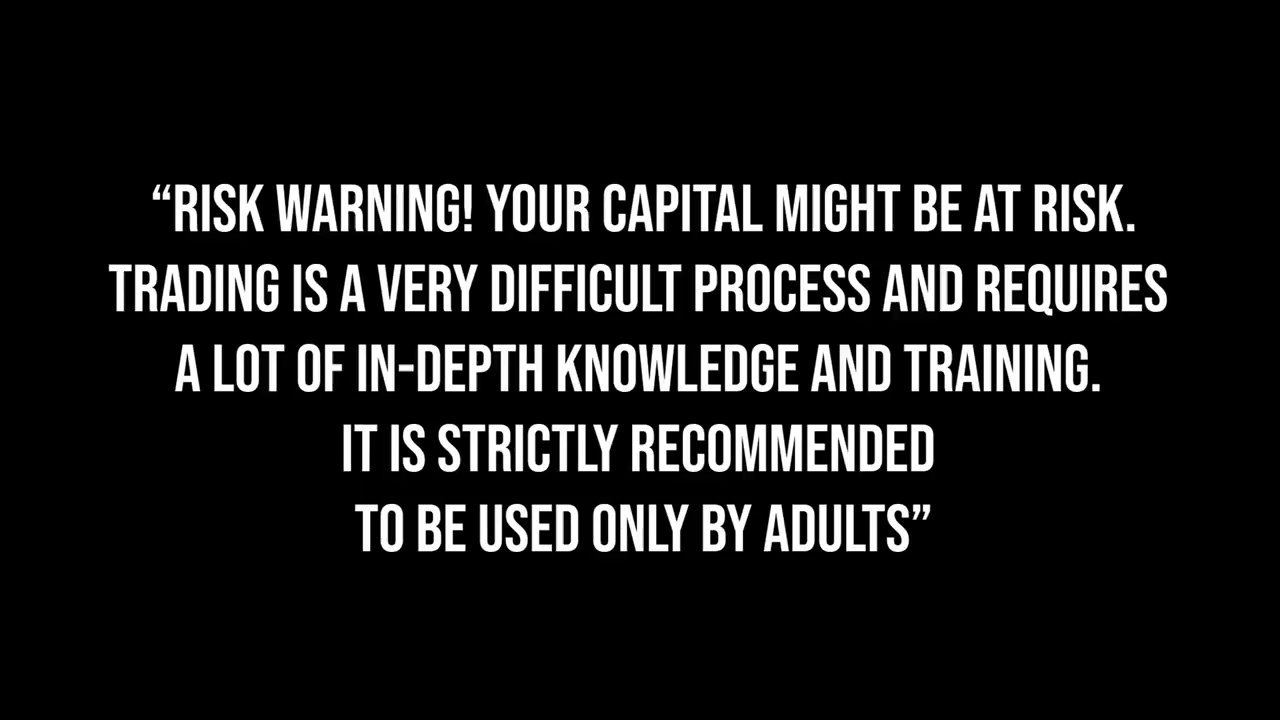 “RISK WARNING! YOUR CAPITAL MIGHT BE AT RISK.
TRADING IS A VERY DIFFICULT PROCESS AND REQUIRES
A LOT OF IN-DEPTH KNOWLEDGE AND TRAINING.
IT IS STRICTLY RECOMMENDED
TO BE USED ONLY BY ADULTS”